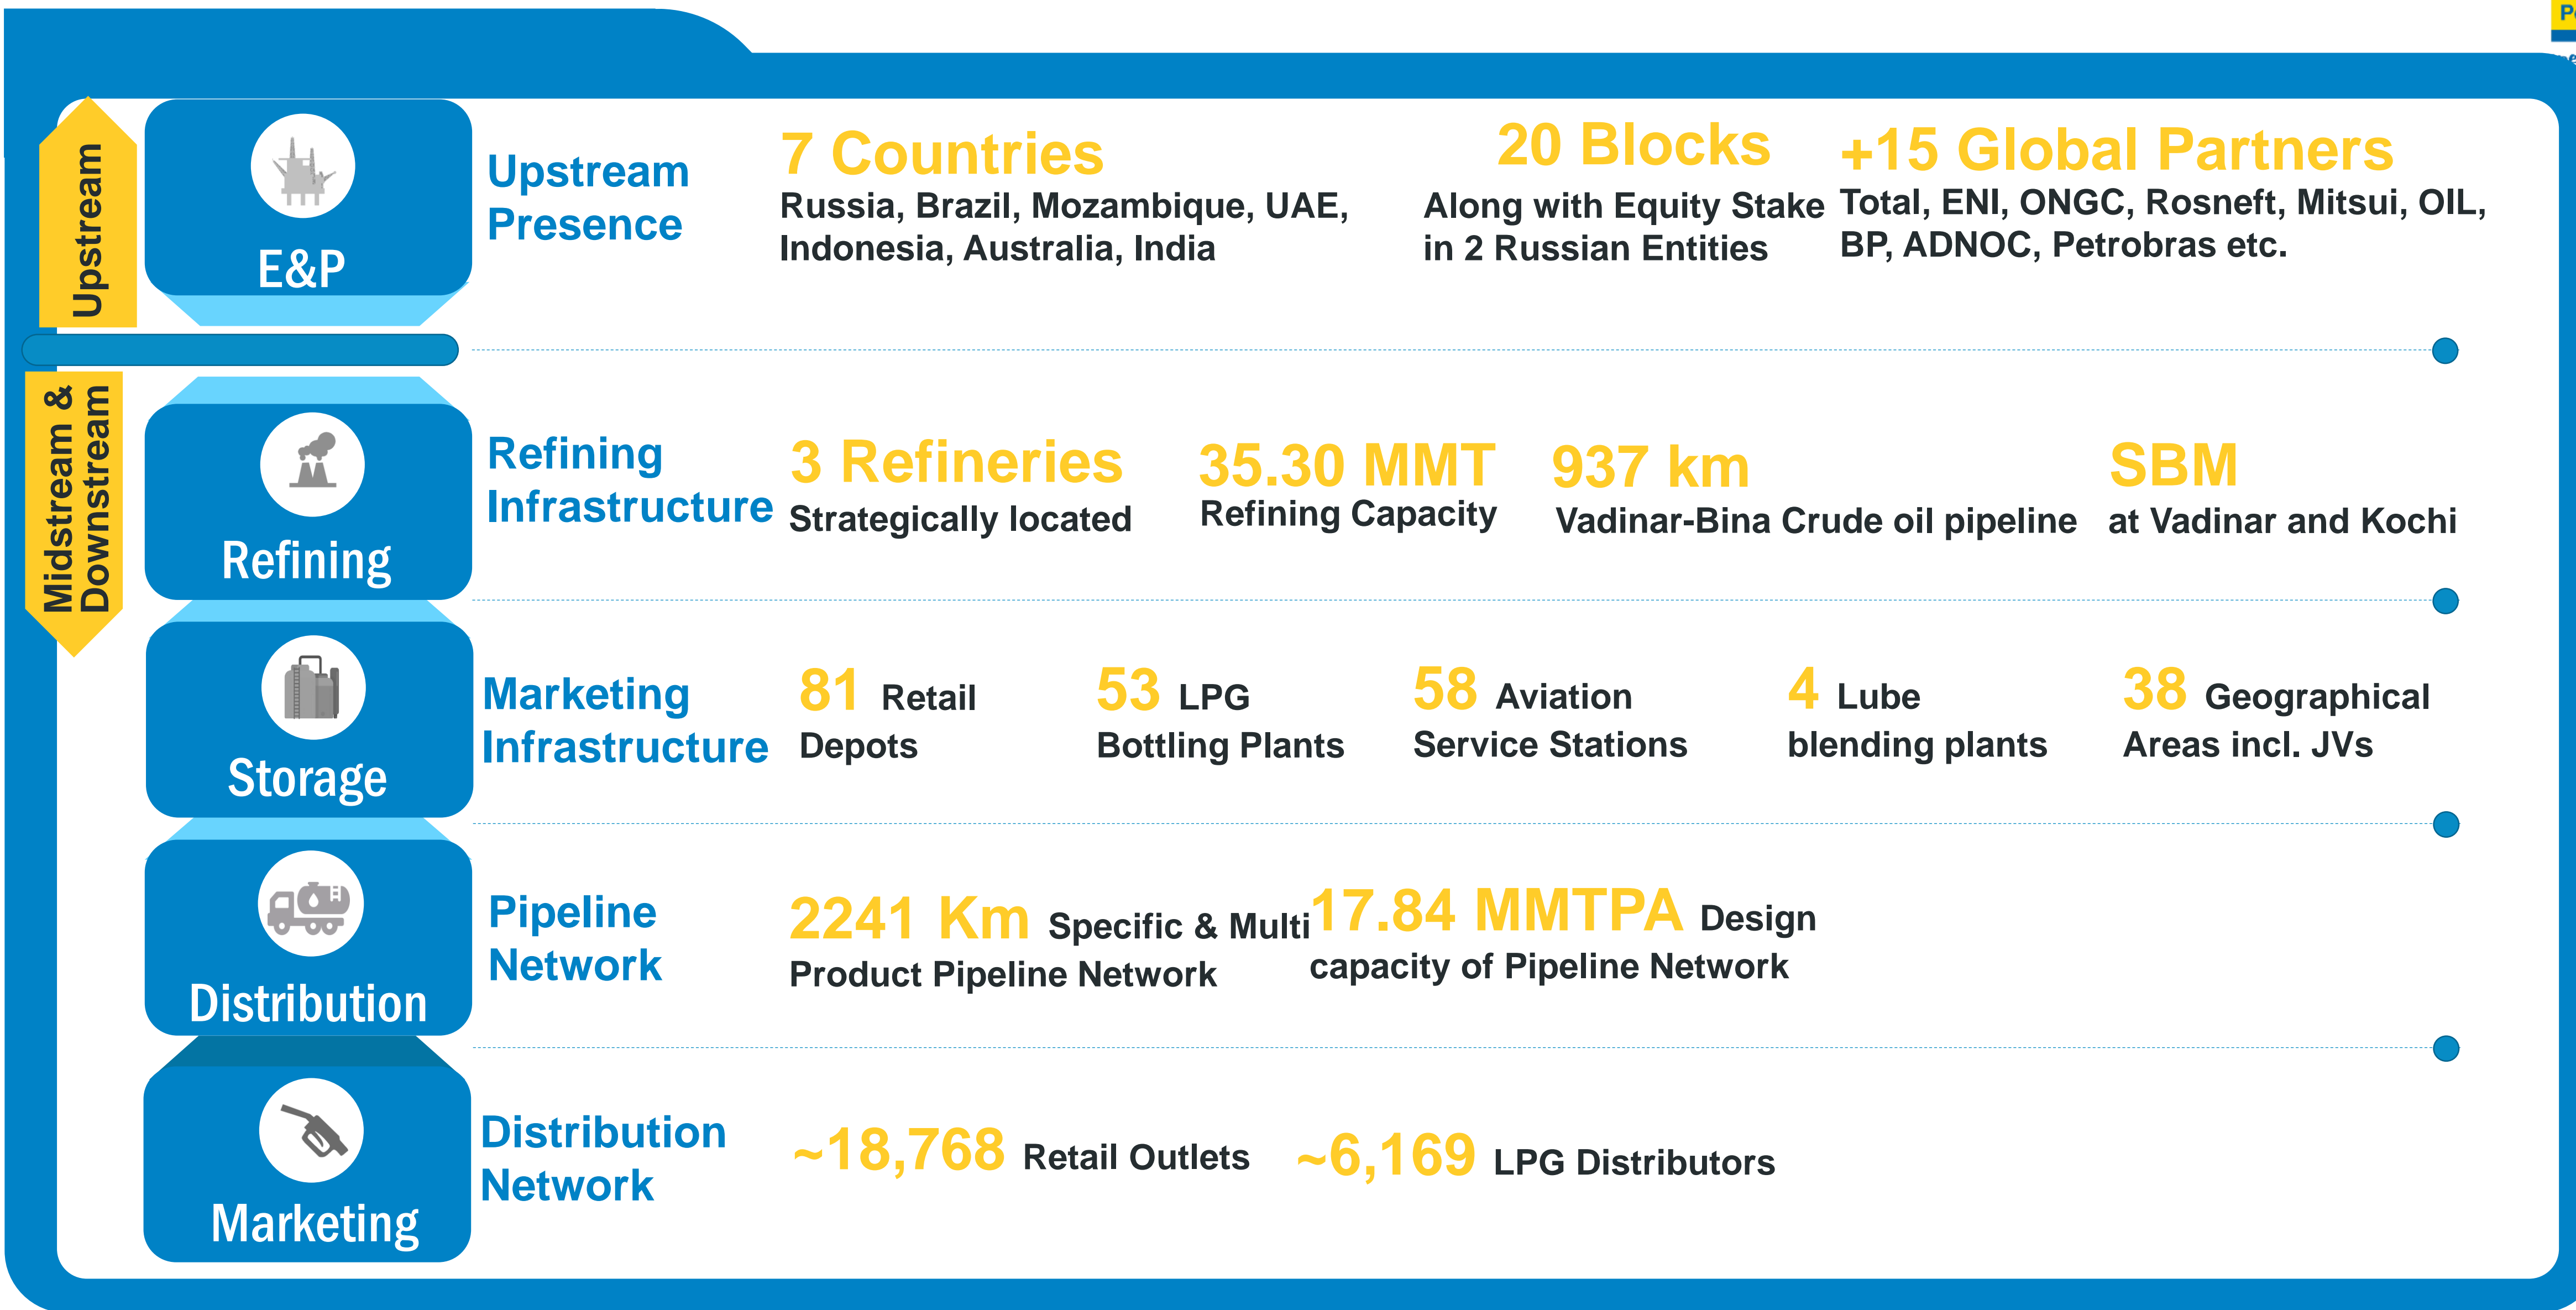 Upstream
E&P
Upstream
Presence
7 Countries
Russia, Brazil, Mozambique, UAE,
Indonesia, Australia, India
20 Blocks
Along with Equity Stake
in 2 Russian Entities
+15 Global Partners
Total, ENI, ONGC, Rosneft, Mitsui, OIL,
BP, ADNOC, Petrobras etc.
Midstream &
Downstream
Refining
Refining
Infrastructure
3 Refineries
Strategically located
35.30 MMT
Refining Capacity
937 km
Vadinar-Bina Crude oil pipeline
SBM
at Vadinar and Kochi
Storage
Marketing
Infrastructure
81 Retail
Depots
53 LPG
Bottling Plants
58 Aviation
Service Stations
4 Lube
blending plants
38 Geographical
Areas incl. JVs
Distribution
Pipeline
Network
2241 Km Specific & Multi
Product Pipeline Network
17.84 MMTPA Design
capacity of Pipeline Network
Marketing
Distribution
Network
~18,768 Retail Outlets
~6,169 LPG Distributors